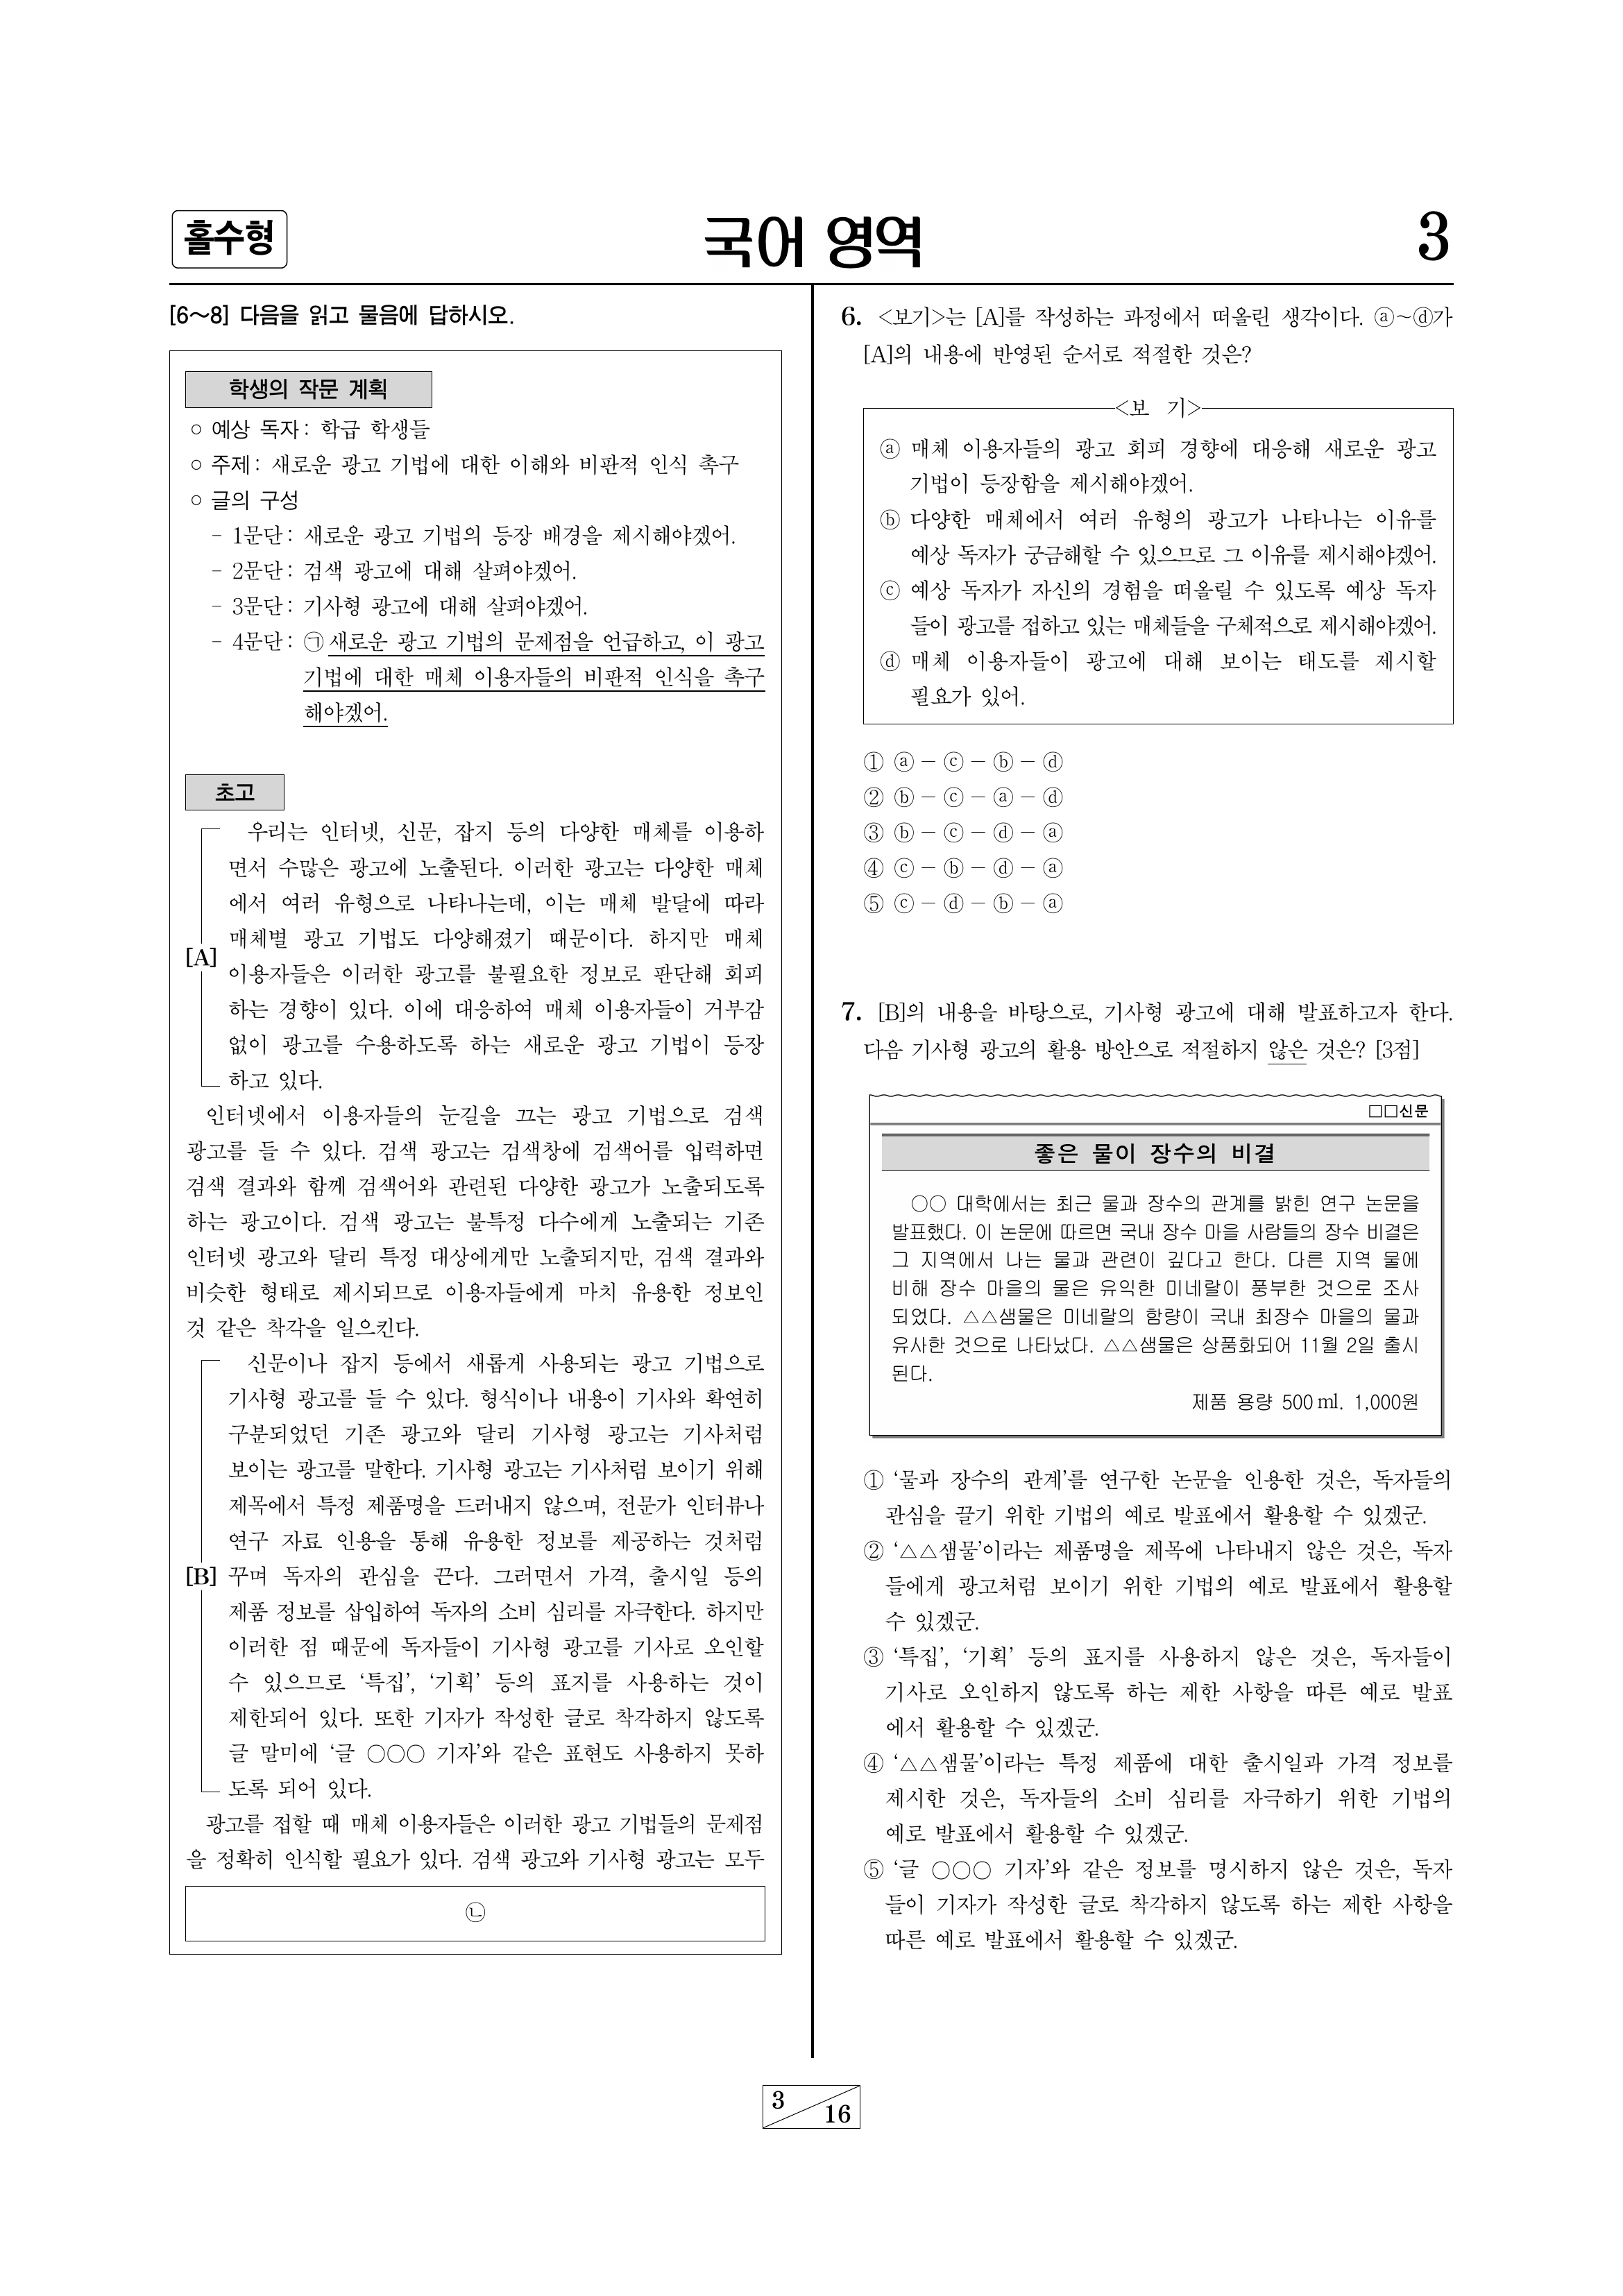 홀수형
국어 영역
3
[6～8] 다음을 읽고 물음에 답하시오.
학생의 작문 계획
○ 예상 독자 : 학급 학생들
○ 주제 : 새로운 광고 기법에 대한 이해와 비판적 인식 촉구
○ 글의 구성
- 1문단 : 새로운 광고 기법의 등장 배경을 제시해야겠어.
- 2문단 : 검색 광고에 대해 살펴야겠어.
- 3문단 : 기사형 광고에 대해 살펴야겠어.
- 4문단 : ㉠ 새로운 광고 기법의 문제점을 언급하고, 이 광고
기법에 대한 매체 이용자들의 비판적 인식을 촉구
해야겠어.
초고
우리는 인터넷, 신문, 잡지 등의 다양한 매체를 이용하
면서 수많은 광고에 노출된다. 이러한 광고는 다양한 매체
에서 여러 유형으로 나타나는데, 이는 매체 발달에 따라
매체별 광고 기법도 다양해졌기 때문이다. 하지만 매체
[A]
이용자들은 이러한 광고를 불필요한 정보로 판단해 회피
하는 경향이 있다. 이에 대응하여 매체 이용자들이 거부감
없이 광고를 수용하도록 하는 새로운 광고 기법이 등장
하고 있다.
인터넷에서 이용자들의 눈길을 끄는 광고 기법으로 검색
광고를 들 수 있다. 검색 광고는 검색창에 검색어를 입력하면
검색 결과와 함께 검색어와 관련된 다양한 광고가 노출되도록
하는 광고이다. 검색 광고는 불특정 다수에게 노출되는 기존
인터넷 광고와 달리 특정 대상에게만 노출되지만, 검색 결과와
비슷한 형태로 제시되므로 이용자들에게 마치 유용한 정보인
것 같은 착각을 일으킨다.
신문이나 잡지 등에서 새롭게 사용되는 광고 기법으로
기사형 광고를 들 수 있다. 형식이나 내용이 기사와 확연히
구분되었던 기존 광고와 달리 기사형 광고는 기사처럼
보이는 광고를 말한다. 기사형 광고는 기사처럼 보이기 위해
제목에서 특정 제품명을 드러내지 않으며, 전문가 인터뷰나
연구 자료 인용을 통해 유용한 정보를 제공하는 것처럼
[B] 꾸며 독자의 관심을 끈다. 그러면서 가격, 출시일 등의
제품 정보를 삽입하여 독자의 소비 심리를 자극한다. 하지만
이러한 점 때문에 독자들이 기사형 광고를 기사로 오인할
수 있으므로 ‘특집’, ‘기획’ 등의 표지를 사용하는 것이
제한되어 있다. 또한 기자가 작성한 글로 착각하지 않도록
글 말미에 ‘글 ○○○ 기자’와 같은 표현도 사용하지 못하
도록 되어 있다.
광고를 접할 때 매체 이용자들은 이러한 광고 기법들의 문제점
을 정확히 인식할 필요가 있다. 검색 광고와 기사형 광고는 모두
㉡
6. <보기>는 [A]를 작성하는 과정에서 떠올린 생각이다. ⓐ~ⓓ가
[A]의 내용에 반영된 순서로 적절한 것은?
<보 기>
ⓐ 매체 이용자들의 광고 회피 경향에 대응해 새로운 광고
기법이 등장함을 제시해야겠어.
ⓑ 다양한 매체에서 여러 유형의 광고가 나타나는 이유를
예상 독자가 궁금해할 수 있으므로 그 이유를 제시해야겠어.
ⓒ 예상 독자가 자신의 경험을 떠올릴 수 있도록 예상 독자
들이 광고를 접하고 있는 매체들을 구체적으로 제시해야겠어.
ⓓ 매체 이용자들이 광고에 대해 보이는 태도를 제시할
필요가 있어.
① ⓐ - ⓒ - ⓑ - ⓓ
② ⓑ - ⓒ - ⓐ - ⓓ
③ ⓑ - ⓒ - ⓓ - ⓐ
④ ⓒ - ⓑ - ⓓ - ⓐ
⑤ ⓒ - ⓓ - ⓑ - ⓐ
7. [B]의 내용을 바탕으로, 기사형 광고에 대해 발표하고자 한다.
다음 기사형 광고의 활용 방안으로 적절하지 않은 것은? [3점]
□□신문
좋은 물이 장수의 비결
○○ 대학에서는 최근 물과 장수의 관계를 밝힌 연구 논문을
발표했다. 이 논문에 따르면 국내 장수 마을 사람들의 장수 비결은
그 지역에서 나는 물과 관련이 깊다고 한다. 다른 지역 물에
비해 장수 마을의 물은 유익한 미네랄이 풍부한 것으로 조사
되었다. △△샘물은 미네랄의 함량이 국내 최장수 마을의 물과
유사한 것으로 나타났다. △△샘물은 상품화되어 11월 2일 출시
된다.
제품 용량 500 ml. 1,000원
① ‘물과 장수의 관계’를 연구한 논문을 인용한 것은, 독자들의
관심을 끌기 위한 기법의 예로 발표에서 활용할 수 있겠군.
② ‘△△샘물’이라는 제품명을 제목에 나타내지 않은 것은, 독자
들에게 광고처럼 보이기 위한 기법의 예로 발표에서 활용할
수 있겠군.
③ ‘특집’, ‘기획’ 등의 표지를 사용하지 않은 것은, 독자들이
기사로 오인하지 않도록 하는 제한 사항을 따른 예로 발표
에서 활용할 수 있겠군.
④ ‘△△샘물’이라는 특정 제품에 대한 출시일과 가격 정보를
제시한 것은, 독자들의 소비 심리를 자극하기 위한 기법의
예로 발표에서 활용할 수 있겠군.
⑤ ‘글 ○○○ 기자’와 같은 정보를 명시하지 않은 것은, 독자
들이 기자가 작성한 글로 착각하지 않도록 하는 제한 사항을
따른 예로 발표에서 활용할 수 있겠군.
3
16